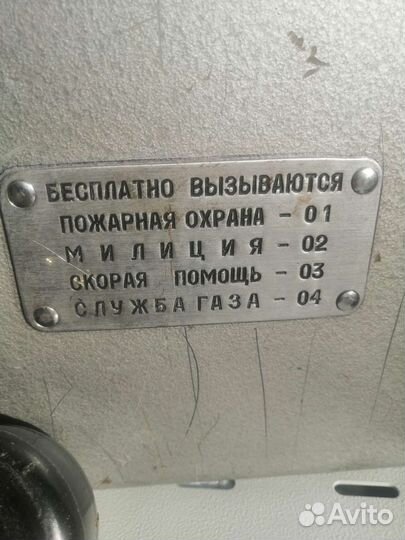 БЕСПЛАТНО ВЫЗЫВАЮТСЯ
ПОЖАРНАЯ ОХРАНА - 01
МИЛИЦИЯ - 02
СКОРАЯ ПОМОЩЬ - 03
СЛУЖБА ГАЗА - 04
Avito